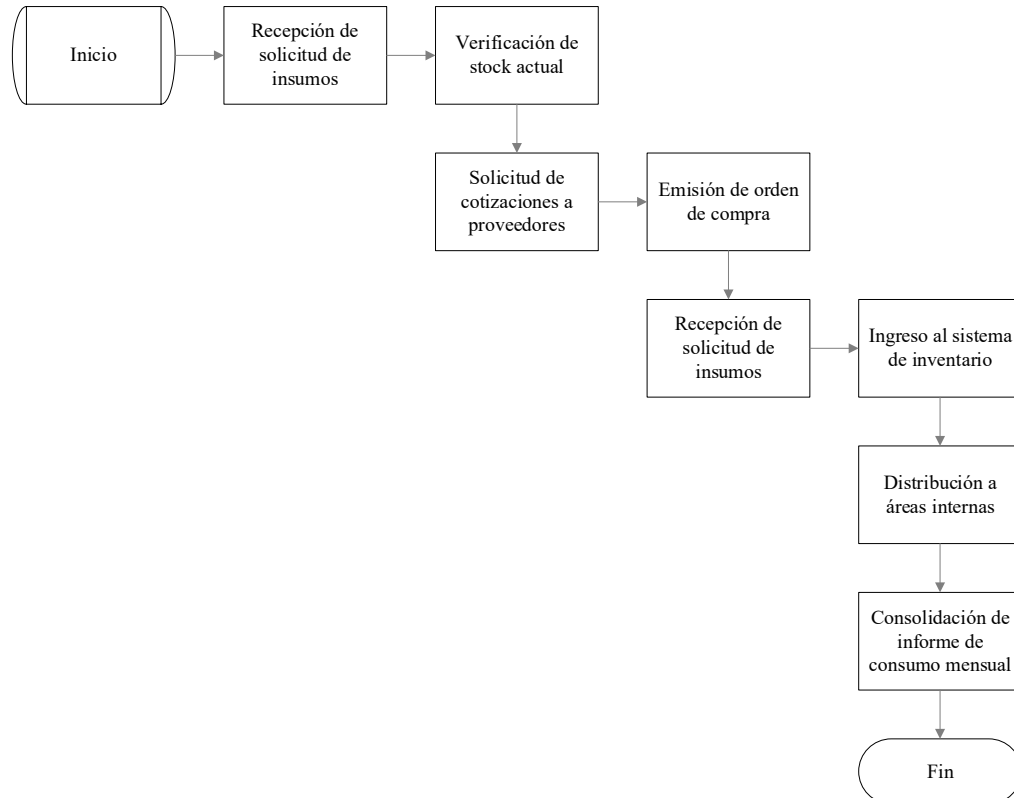 Inicio
Recepción de
solicitud de
insumos
Verificación de
stock actual
Solicitud de
cotizaciones a
proveedores
Emisión de orden
de compra
Recepción de
solicitud de
insumos
Ingreso al sistema
de inventario
Distribución a
áreas internas
Consolidación de
informe de
consumo mensual
Fin